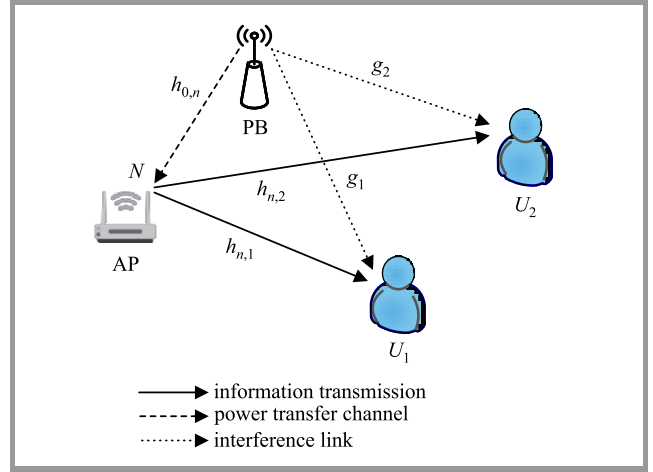 g2
h0,n
PB
N
hn,2
g1
U2
AP
hn,1
U1
information transmission
power transfer channel
interference link